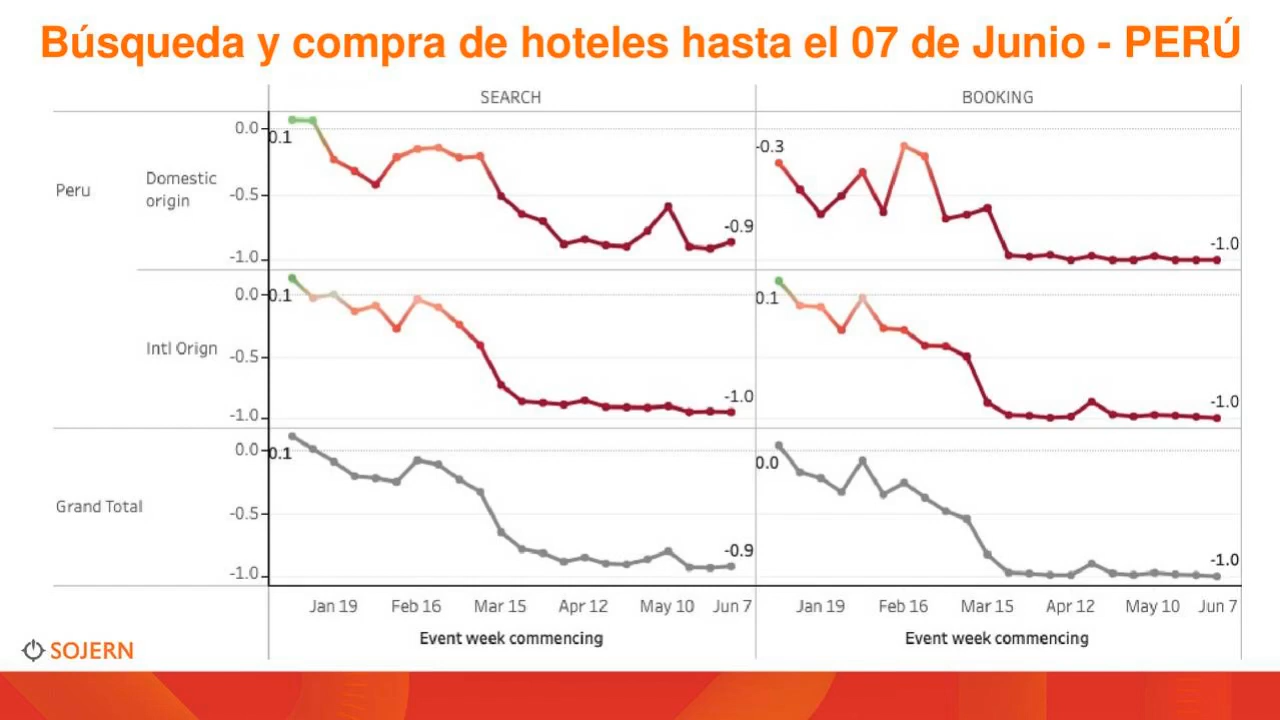 Búsqueda y compra de hoteles hasta el 07 de Junio - PERÚ
SEARCH
BOOKING
Peru
Domestic
origin
0.0
-0.5
-1.0
0.1
-0.9
-0.3
-1.0
Intl Orign
0.0
-0.5
-1.0
0.1
-1.0
0.1
-1.0
Grand Total
0.0
-0.5
-1.0
0.1
-0.9
0.0
-1.0
Jan 19 Feb 16 Mar 15 Apr 12 May 10 Jun 7
Jan 19 Feb 16 Mar 15 Apr 12 May 10 Jun 7
Event week commencing
Event week commencing
SOJERN